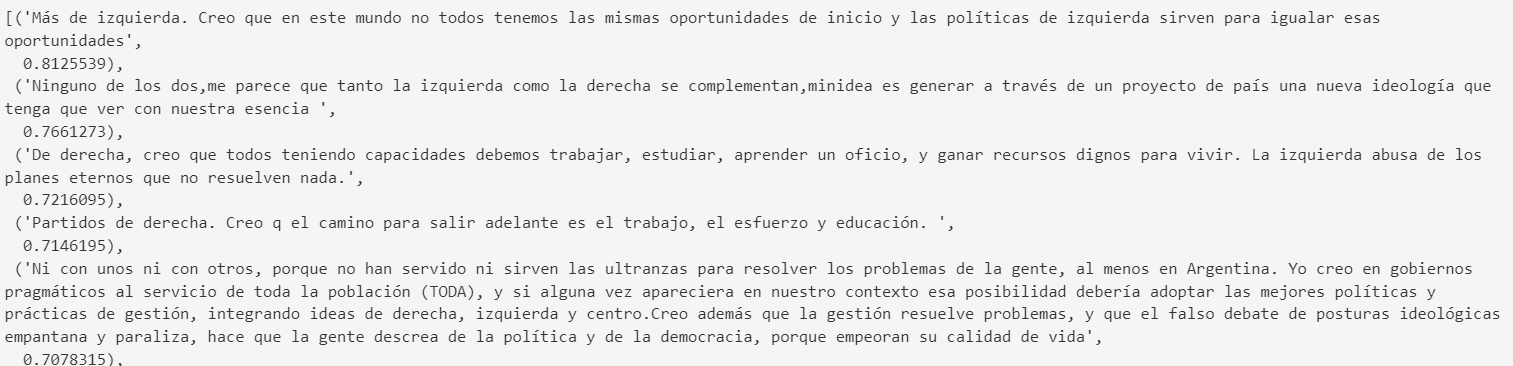 [('Más de izquierda. Creo que en este mundo no todos tenemos las mismas oportunidades de inicio y las políticas de izquierda sirven para igualar esas
oportunidades',
0.8125539),
('Ninguno de los dos,me parece que tanto la izquierda como la derecha se complementan,minidea es generar a través de un proyecto de país una nueva ideología que
tenga que ver con nuestra esencia ',
0.7661273),
('De derecha, creo que todos teniendo capacidades debemos trabajar, estudiar, aprender un oficio, y ganar recursos dignos para vivir. La izquierda abusa de los
planes eternos que no resuelven nada.',
0.7216095),
('Partidos de derecha. Creo q el camino para salir adelante es el trabajo, el esfuerzo y educación. ',
0.7146195),
('Ni con unos ni con otros, porque no han servido ni sirven las ultranzas para resolver los problemas de la gente, al menos en Argentina. Yo creo en gobiernos
pragmáticos al servicio de toda la población (TODA), y si alguna vez apareciera en nuestro contexto esa posibilidad debería adoptar las mejores políticas y
prácticas de gestión, integrando ideas de derecha, izquierda y centro.Creo además que la gestión resuelve problemas, y que el falso debate de posturas ideológicas
empantana y paraliza, hace que la gente descrea de la política y de la democracia, porque empeoran su calidad de vida',
0.7078315),